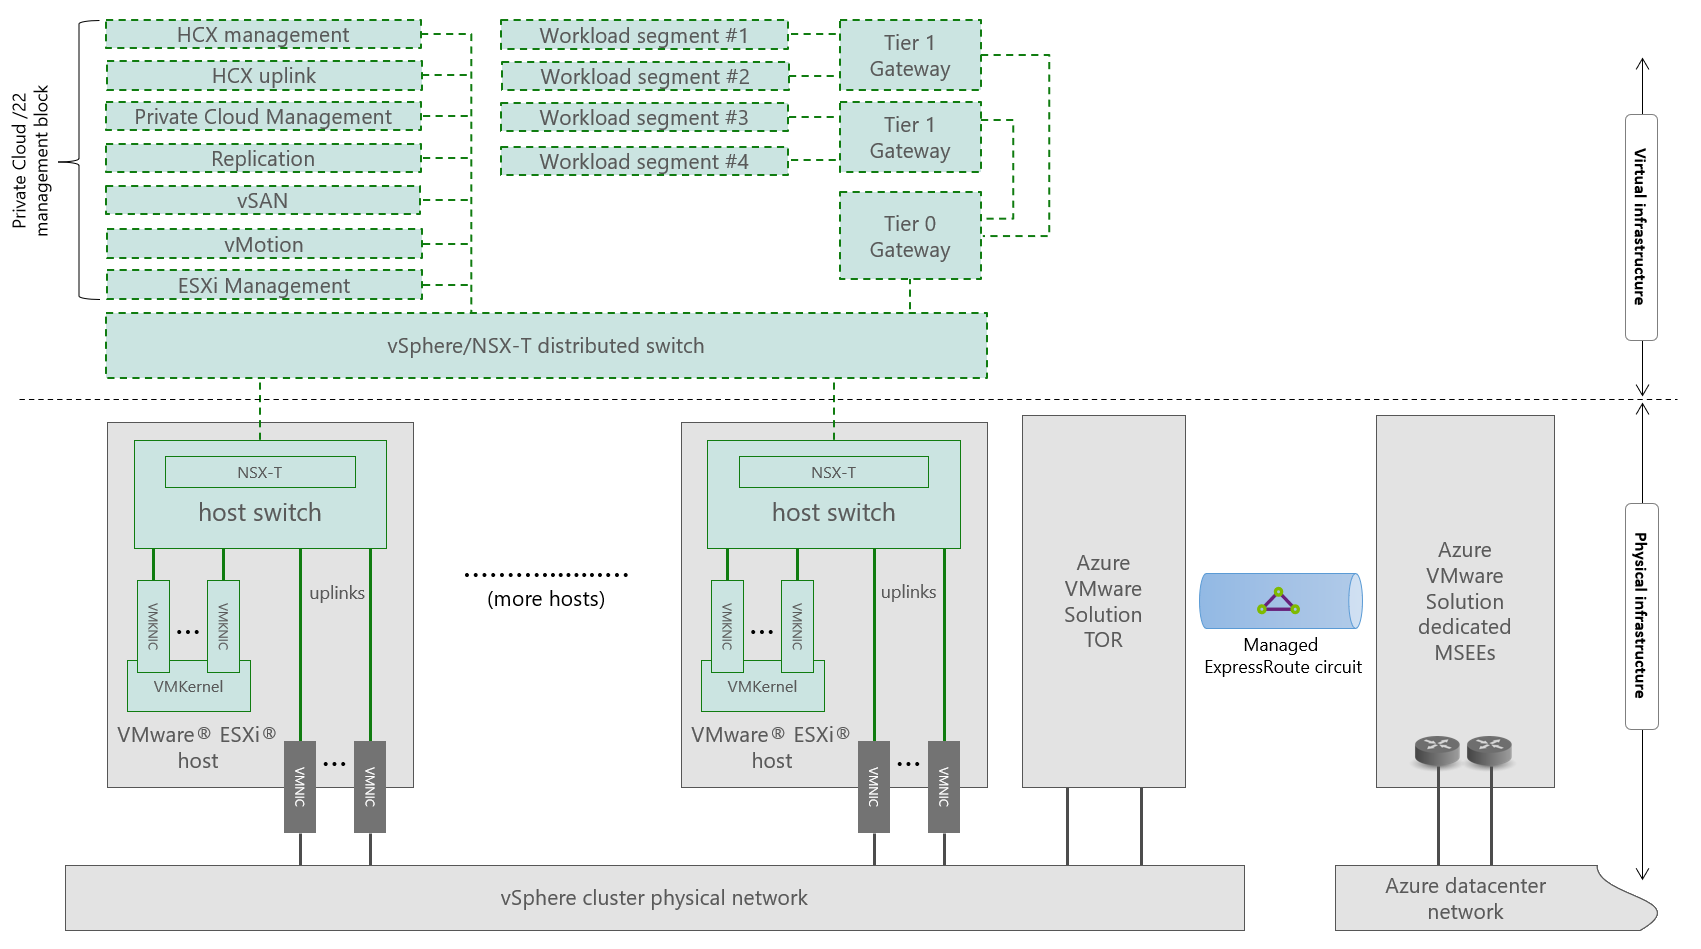 Private Cloud /22
management block
HCX management
HCX uplink
Private Cloud Management
Replication
vSAN
vMotion
ESXi Management
Workload segment #1
Workload segment #2
Workload segment #3
Workload segment #4
Tier 1
Gateway
Tier 1
Gateway
Tier 0
Gateway
vSphere/NSX-T distributed switch
Virtual infrastructure
NSX-T
host switch
uplinks
VMKNIC
...
VMKNIC
VMKernel
VMware® ESXi®
host
VMNIC
...
VMNIC
...................
(more hosts)
NSX-T
host switch
uplinks
VMKNIC
...
VMKNIC
VMKernel
VMware® ESXi®
host
VMNIC
...
VMNIC
Azure
VMware
Solution
TOR
Managed
ExpressRoute circuit
Azure
VMware
Solution
dedicated
MSEEs
Physical infrastructure
vSphere cluster physical network
Azure datacenter
network